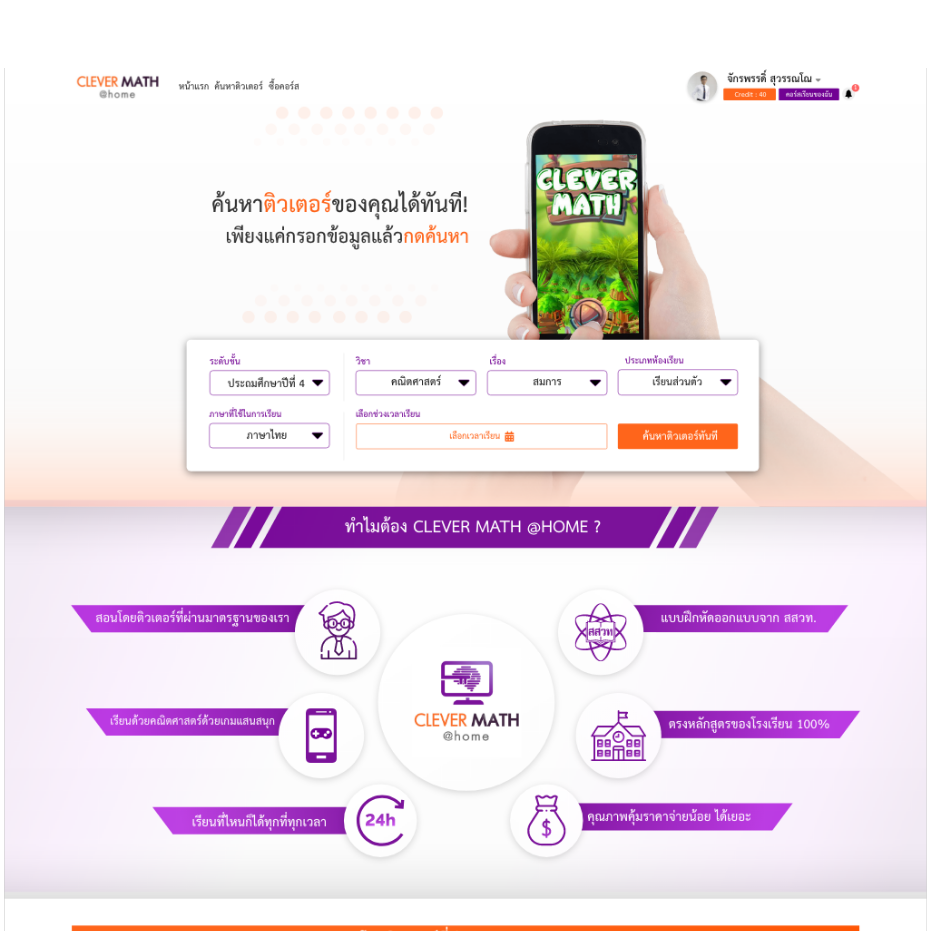 CLEVER MATH
@home
หน้าแรก ค้นหาติวเตอร์ ซื้อคอร์ส
จักรพรรดิ์ สุวรรณโณ
Credit : 40
คอร์สเรียนของฉัน
1
CLEVER
MATH
ค้นหาติวเตอร์ของคุณได้ทันที!
เพียงแค่กรอกข้อมูลแล้วกดค้นหา
ระดับชั้น
วิชา
เรื่อง
ประเภทห้องเรียน
ประถมศึกษาปีที่ 4
คณิตศาสตร์
สมการ
เรียนส่วนตัว
ภาษาที่ใช้ในการเรียน
เลือกช่วงเวลาเรียน
ภาษาไทย
เลือกเวลาเรียน
ค้นหาติวเตอร์ทันที
ทำไมต้อง CLEVER MATH @HOME ?
สอนโดยติวเตอร์ที่ผ่านมาตรฐานของเรา
สสวท
แบบฝึกหัดออกแบบจาก สสวท.
เรียนด้วยคณิตศาสตร์ด้วยเกมแสนสนุก
CLEVER MATH
@home
ตรงหลักสูตรของโรงเรียน 100%
เรียนที่ไหนก็ได้ทุกที่ทุกเวลา
24h
$
คุณภาพคุ้มราคาจ่ายน้อย ได้เยอะ